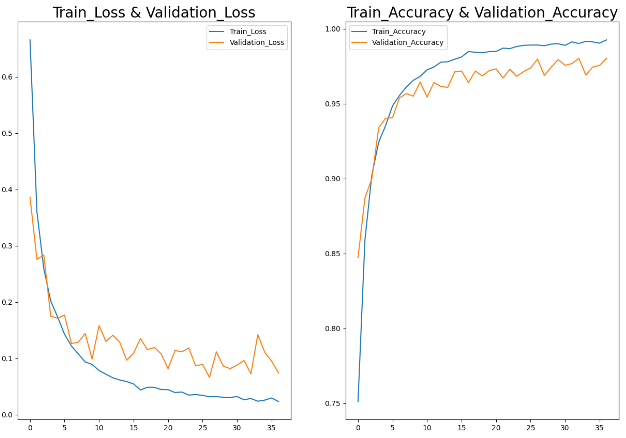 Train_Loss & Validation_Loss
Train_Loss
Validation_Loss
0.6
0.5
0.4
0.3
0.2
0.1
0.0
0 5 10 15 20 25 30 35
Train_Accuracy & Validation_Accuracy
Train_Accuracy
Validation_Accuracy
1.00
0.95
0.90
0.85
0.80
0.75
0 5 10 15 20 25 30 35